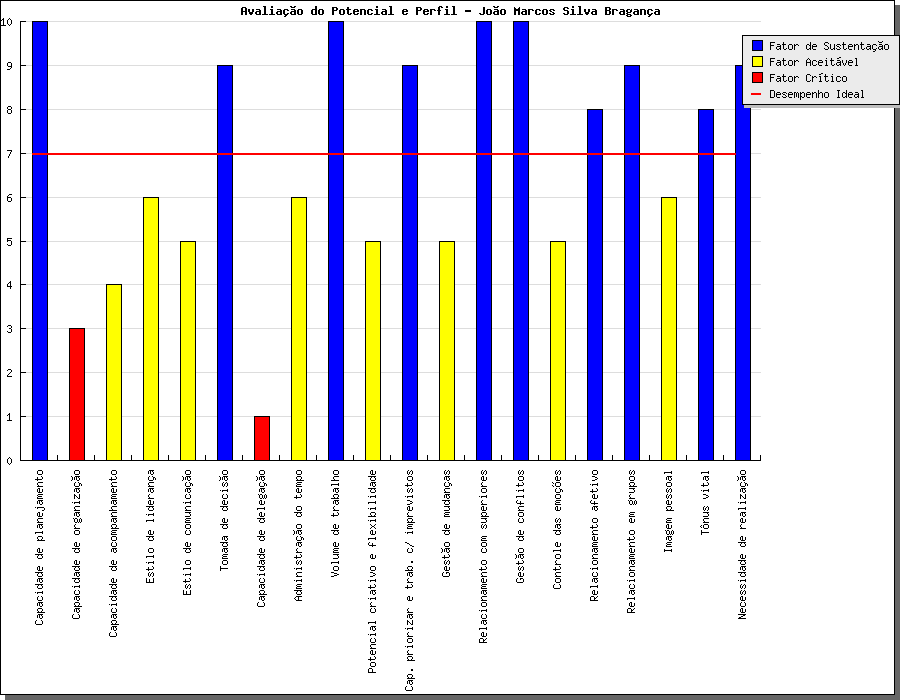 Avaliação do Potencial e Perfil - João Marcos Silva Bragança
10
9
8
7
6
5
4
3
2
1
0
Fator de Sustentação
Fator Aceitável
Fator Crítico
Desempenho Ideal
Capacidade de planejamento
Capacidade de organização
Capacidade de acompanhamento
Estilo de liderança
Estilo de comunicação
Tomada de decisão
Capacidade de delegação
Administração do tempo
Volume de trabalho
Potencial criativo e flexibilidade
Cap. priorizar e trab. c/ imprevistos
Gestão de mudanças
Relacionamento com superiores
Gestão de conflitos
Controle das emoções
Relacionamento afetivo
Relacionamento em grupos
Imagem pessoal
Tônus vital
Necessidade de realização